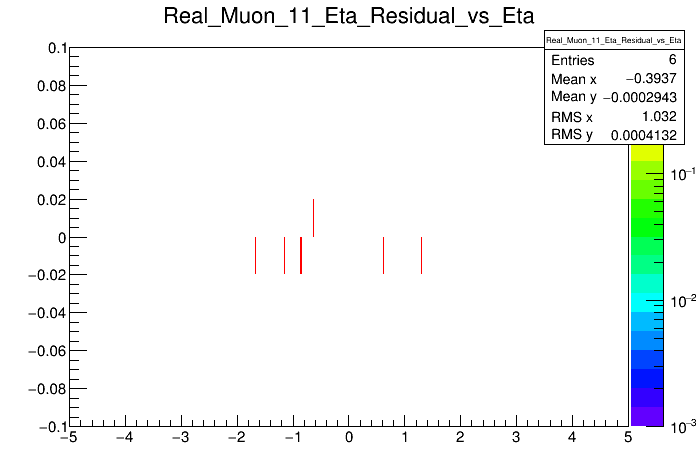 Real_Muon_11_Eta_Residual_vs_Eta
Real_Muon_11_Eta_Residual_vs_Eta
Entries 6
Mean x −0.3937
Mean y −0.0002943
RMS x 1.032
RMS y 0.0004132
0.1
0.08
0.06
0.04
0.02
0
−0.02
−0.04
−0.06
−0.08
−0.1
−5 −4 −3 −2 −1 0 1 2 3 4 5
10⁻¹
10⁻²
10⁻³